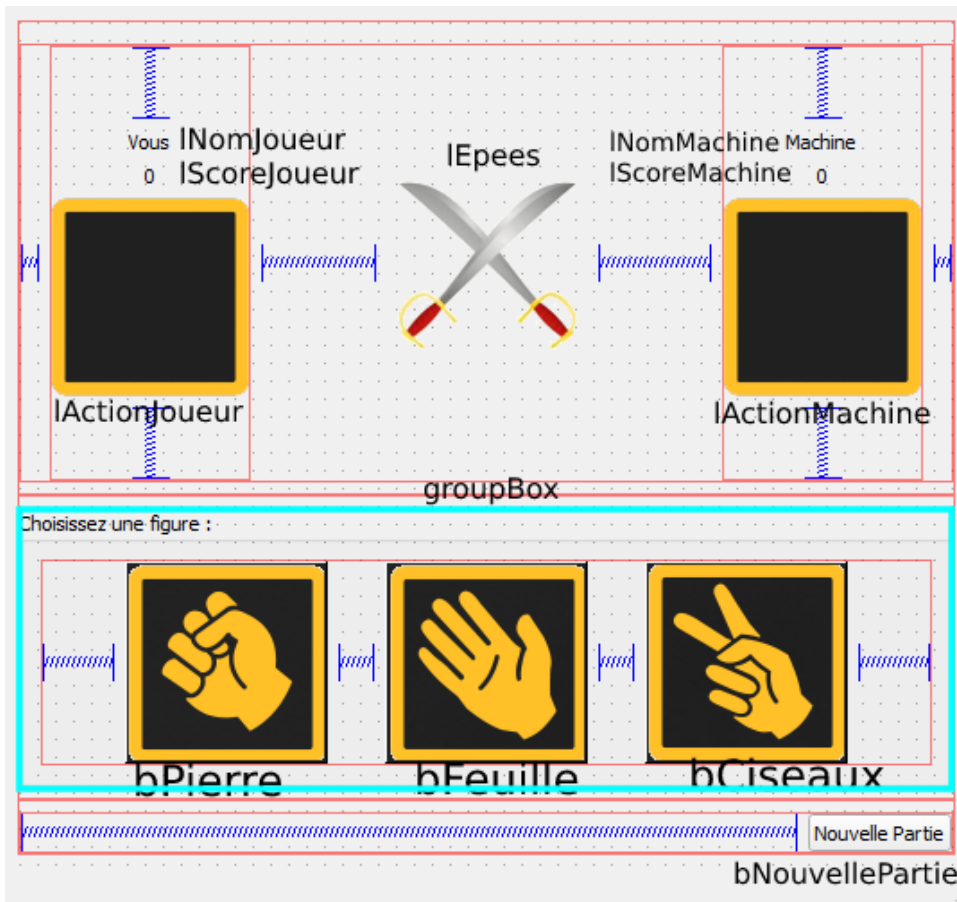 Vous lNomJoueur
0 lScoreJoueur
lEpees
lNomMachine Machine
lScoreMachine 0
lActionJoueur
lActionMachine
groupBox
Choisissez une figure :
bPierre
bFeuille
bCiseaux
Nouvelle Partie
bNouvellePartie